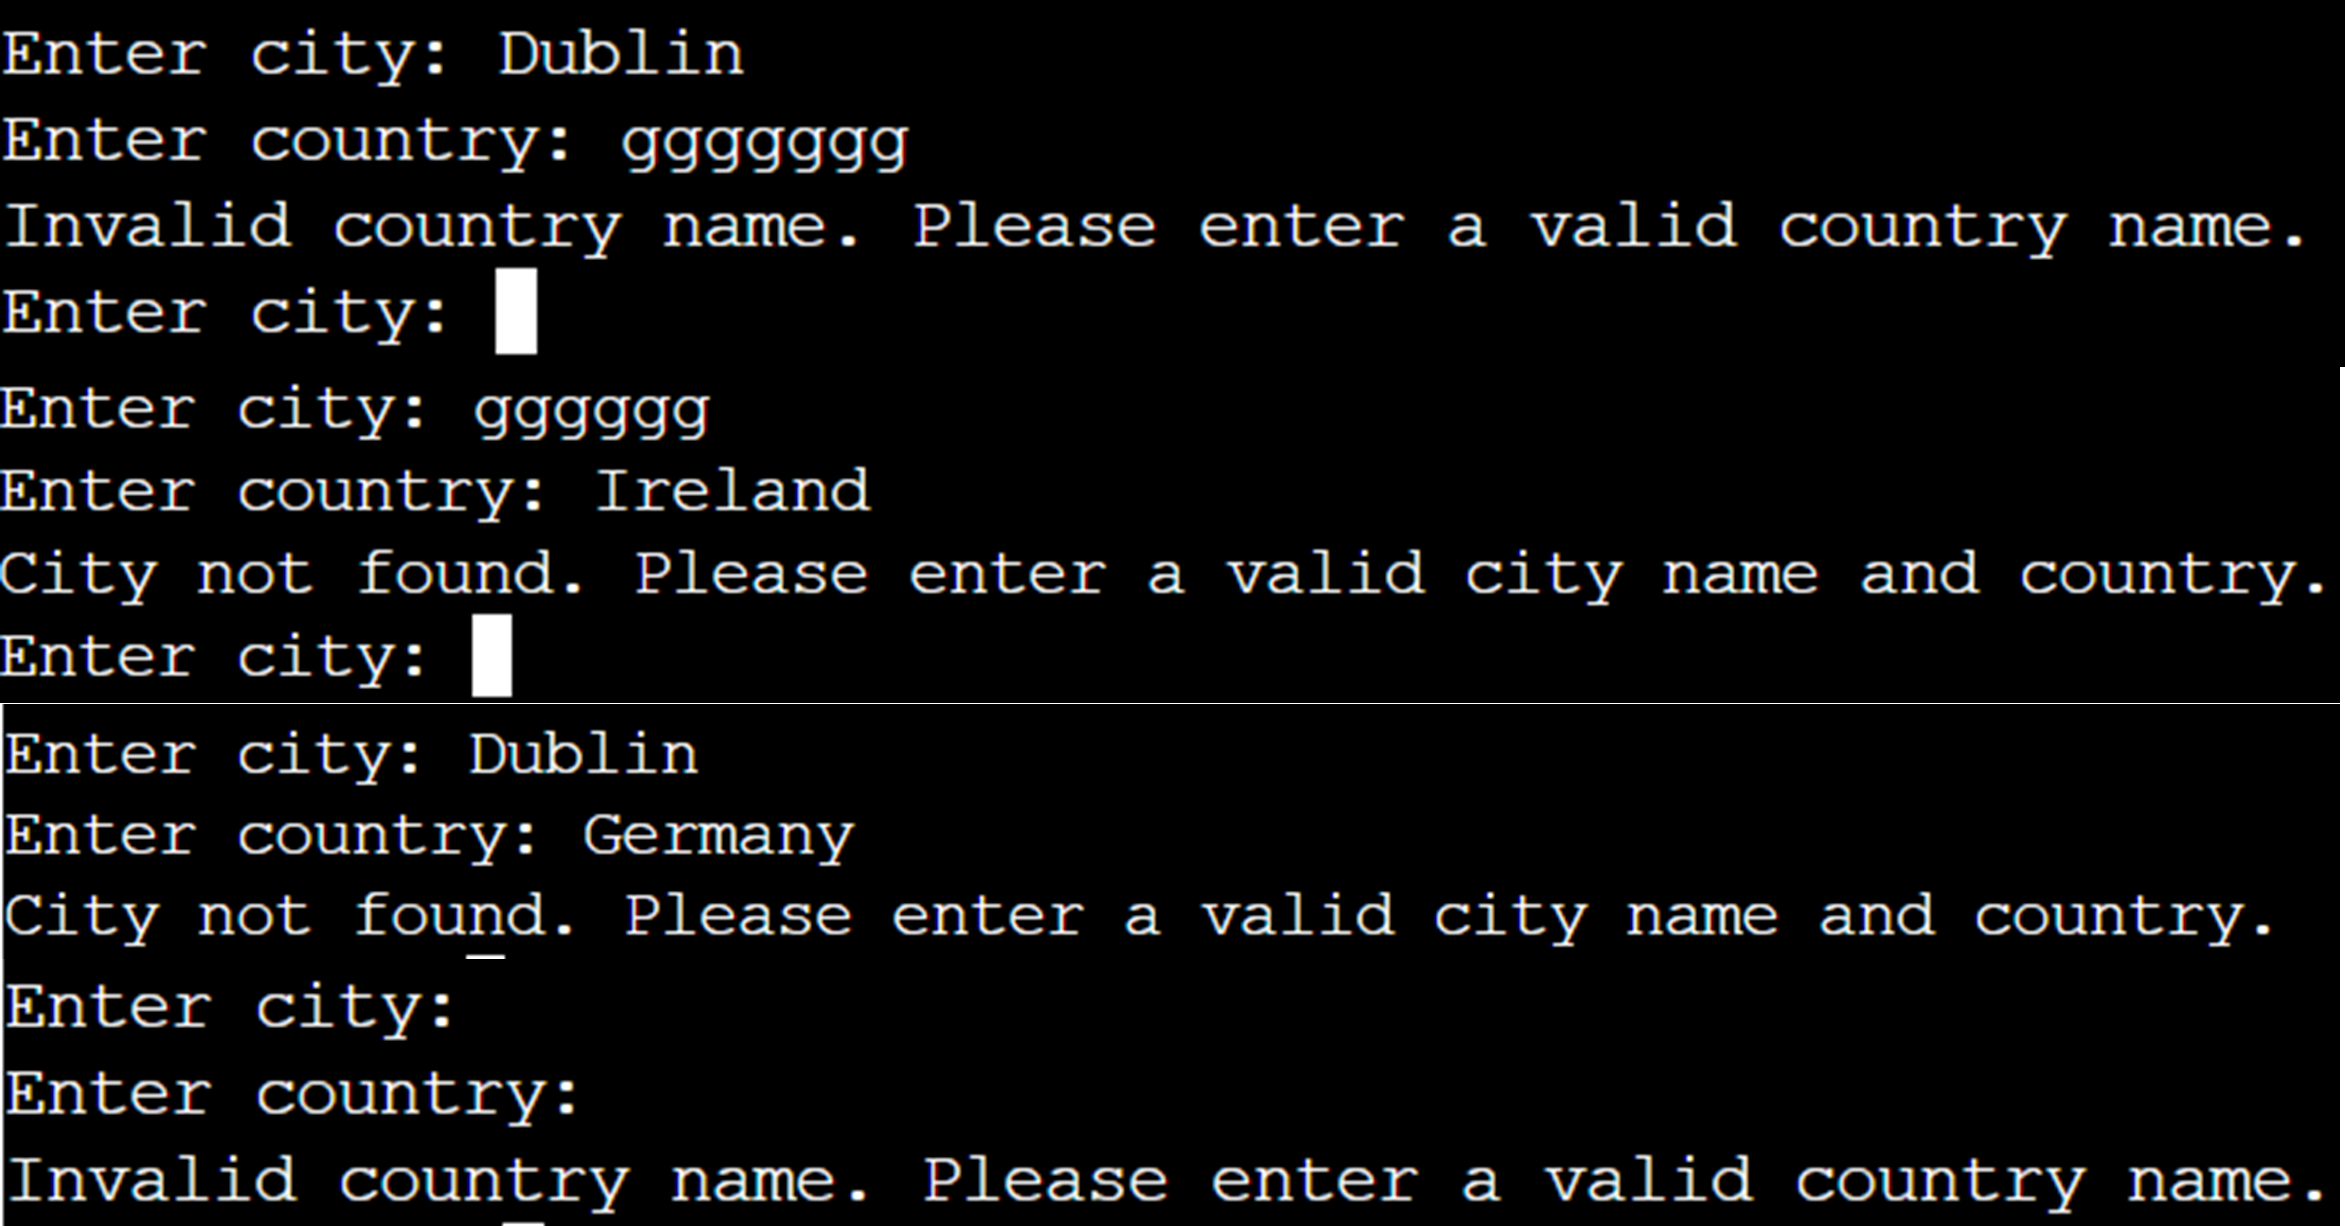 Enter city: Dublin
Enter country: ggggggg
Invalid country name. Please enter a valid country name.
Enter city:
Enter city: gggggg
Enter country: Ireland
City not found. Please enter a valid city name and country.
Enter city:
Enter city: Dublin
Enter country: Germany
City not found. Please enter a valid city name and country.
Enter city:
Enter country:
Invalid country name. Please enter a valid country name.